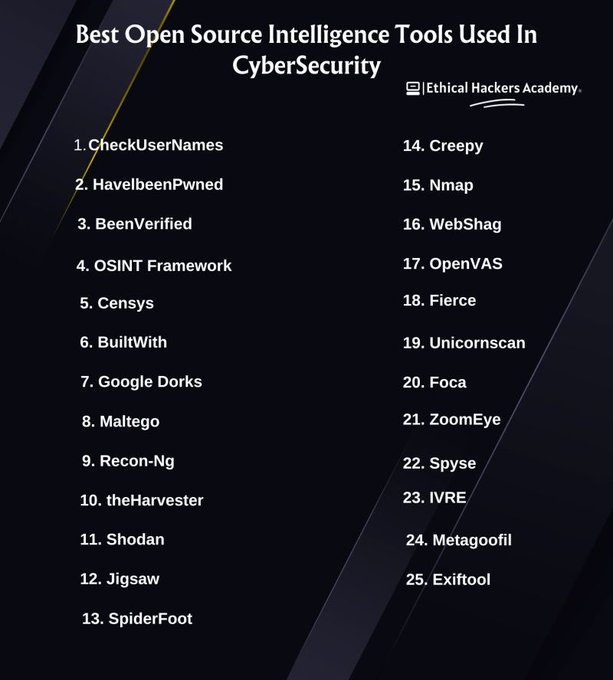 Best Open Source Intelligence Tools Used In
CyberSecurity
Ethical Hackers Academy.
1. CheckUserNames
2. HaveIbeenPwned
3. BeenVerified
4. OSINT Framework
5. Censys
6. BuiltWith
7. Google Dorks
8. Maltego
9. Recon-Ng
10. theHarvester
11. Shodan
12. Jigsaw
13. SpiderFoot
14. Creepy
15. Nmap
16. WebShag
17. OpenVAS
18. Fierce
19. Unicornscan
20. Foca
21. ZoomEye
22. Spyse
23. IVRE
24. Metagoofil
25. Exiftool